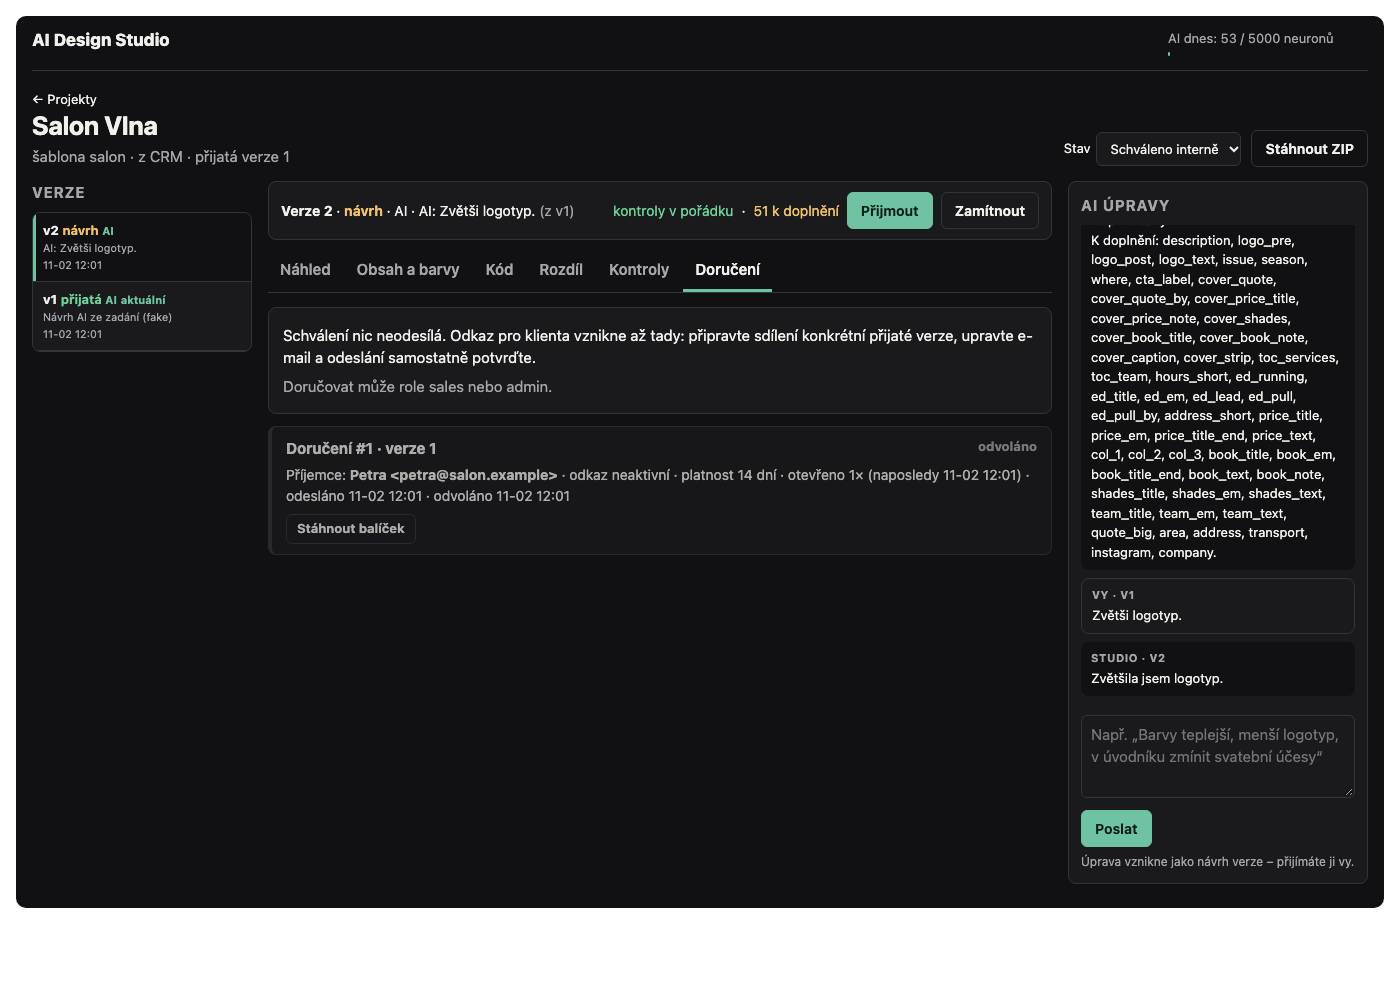 AI Design Studio
AI dnes: 53 / 5000 neuronů
← Projekty
Salon Vlna
šablona salon · z CRM · přijatá verze 1
Stav
Schváleno interně
Stáhnout ZIP
VERZE
v2 návrh AI
AI: Zvětši logotyp.
11-02 12:01
v1 přijatá AI aktuální
Návrh AI ze zadání (fake)
11-02 12:01
Verze 2 · návrh · AI · AI: Zvětši logotyp. (z v1)
kontroly v pořádku · 51 k doplnění
Přijmout
Zamítnout
Náhled
Obsah a barvy
Kód
Rozdíl
Kontroly
Doručení
Schválení nic neodesílá. Odkaz pro klienta vznikne až tady: připravte sdílení konkrétní přijaté verze, upravte e-
mail a odeslání samostatně potvrďte.
Doručovat může role sales nebo admin.
Doručení #1 · verze 1
odvoláno
Příjemce: Petra <petra@salon.example> · odkaz neaktivní · platnost 14 dní · otevřeno 1× (naposledy 11-02 12:01) ·
odesláno 11-02 12:01 · odvoláno 11-02 12:01
Stáhnout balíček
AI ÚPRAVY
K doplnění: description, logo_pre,
logo_post, logo_text, issue, season,
where, cta_label, cover_quote,
cover_quote_by, cover_price_title,
cover_price_note, cover_shades,
cover_book_title, cover_book_note,
cover_caption, cover_strip, toc_services,
toc_team, hours_short, ed_running,
ed_title, ed_em, ed_lead, ed_pull,
ed_pull_by, address_short, price_title,
price_em, price_title_end, price_text,
col_1, col_2, col_3, book_title, book_em,
book_title_end, book_text, book_note,
shades_title, shades_em, shades_text,
team_title, team_em, team_text,
quote_big, area, address, transport,
instagram, company.
VY · V1
Zvětši logotyp.
STUDIO · V2
Zvětšila jsem logotyp.
Např. „Barvy teplejší, menší logotyp,
v úvodníku zmínit svatební účesy“
Poslat
Úprava vznikne jako návrh verze – přijímáte ji vy.